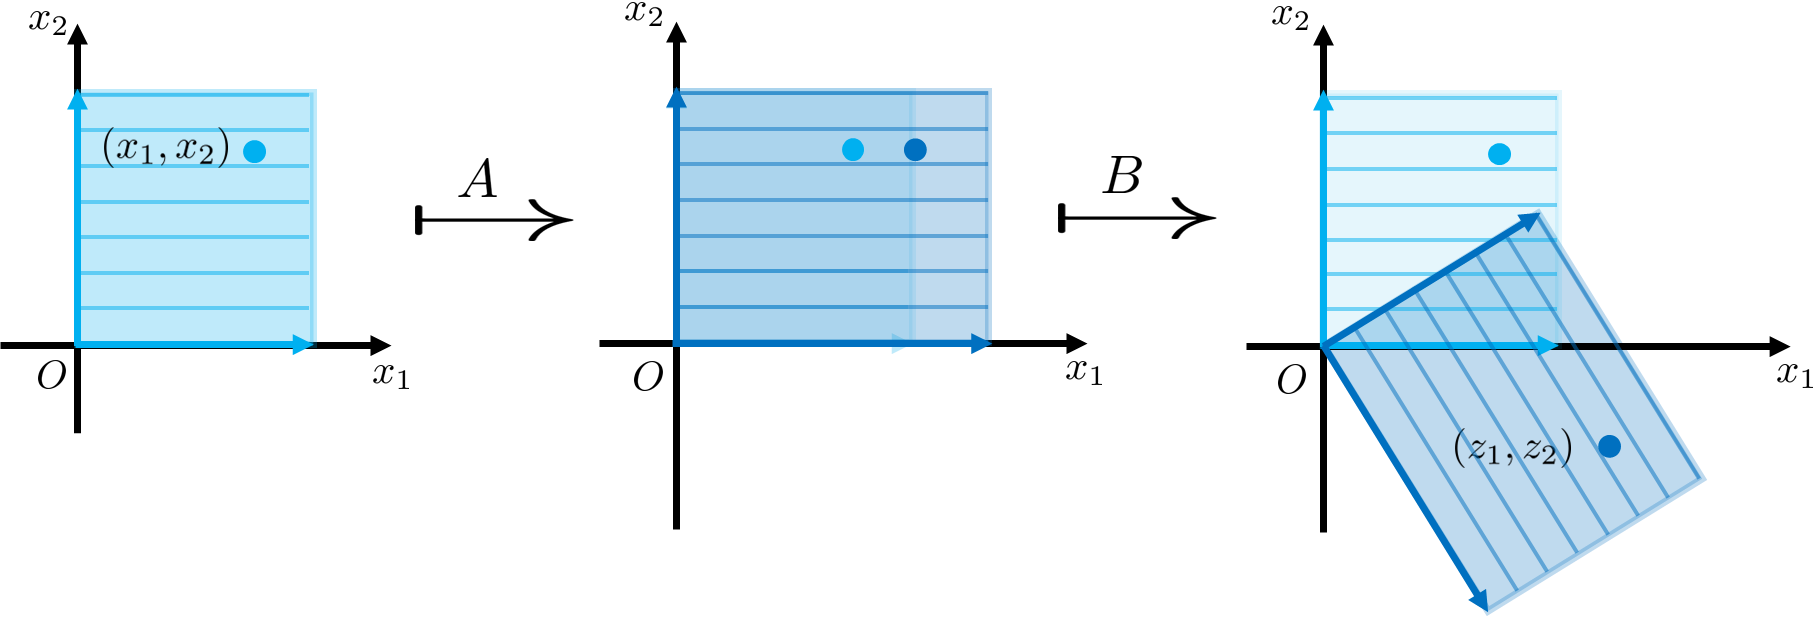 x₂
(x₁, x₂)
O
x₁
A
x₂
O
x₁
B
x₂
O
x₁
(z₁, z₂)